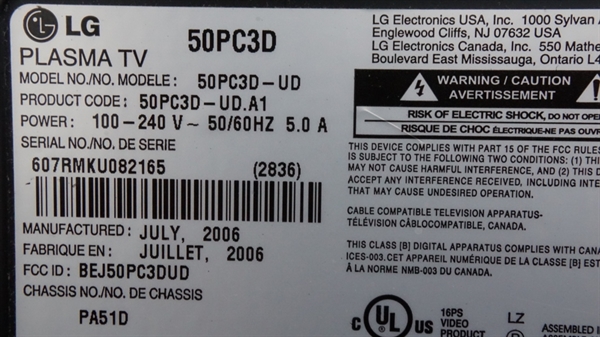 LG 50PC3D
PLASMA TV
MODEL NO./NO. MODELE: 50PC3D-UD
PRODUCT CODE: 50PC3D-UD.A1
POWER: 100-240 V~ 50/60HZ 5.0 A
SERIAL NO./NO. DE SERIE
607RMKU082165 (2836)
MANUFACTURED: JULY, 2006
FABRIQUE EN: JUILLET, 2006
FCC ID: BEJ50PC3DUD
CHASSIS NO./NO. DE CHASSIS
PA51D
LG Electronics USA, Inc. 1000 Sylvan
Englewood Cliffs, NJ 07632 USA
LG Electronics Canada, Inc. 550 Mathe
Boulevard East Mississauga, Ontario L4
WARNING / CAUTION
AVERTISSEMENT
RISK OF ELECTRIC SHOCK, DO NOT OPE
RISQUE DE CHOC ÉLECTRIQUE-NE PAS OUV
THIS DEVICE COMPLIES WITH PART 15 OF THE FCC RULES
IS SUBJECT TO THE FOLLOWING TWO CONDITIONS: (1) THI
MAY NOT CAUSE HARMFUL INTERFERENCE, AND (2) THIS D
ACCEPT ANY INTERFERENCE RECEIVED, INCLUDING INTE
THAT MAY CAUSE UNDESIRED OPERATION.
CABLE COMPATIBLE TELEVISION APPARATUS-
TÉLÉVISION CÂBLOCOMPATIBLE, CANADA.
THIS CLASS [B] DIGITAL APPARATUS COMPLIES WITH CANA
ICES-003.CET APPAREIL NUMÉRIQUE DE LA CLASSE [B] EST
À LA NORME NMB-003 DU CANADA.
c UL us
16PS
VIDEO
PRODUCT
LZ
ASSEMBLED I